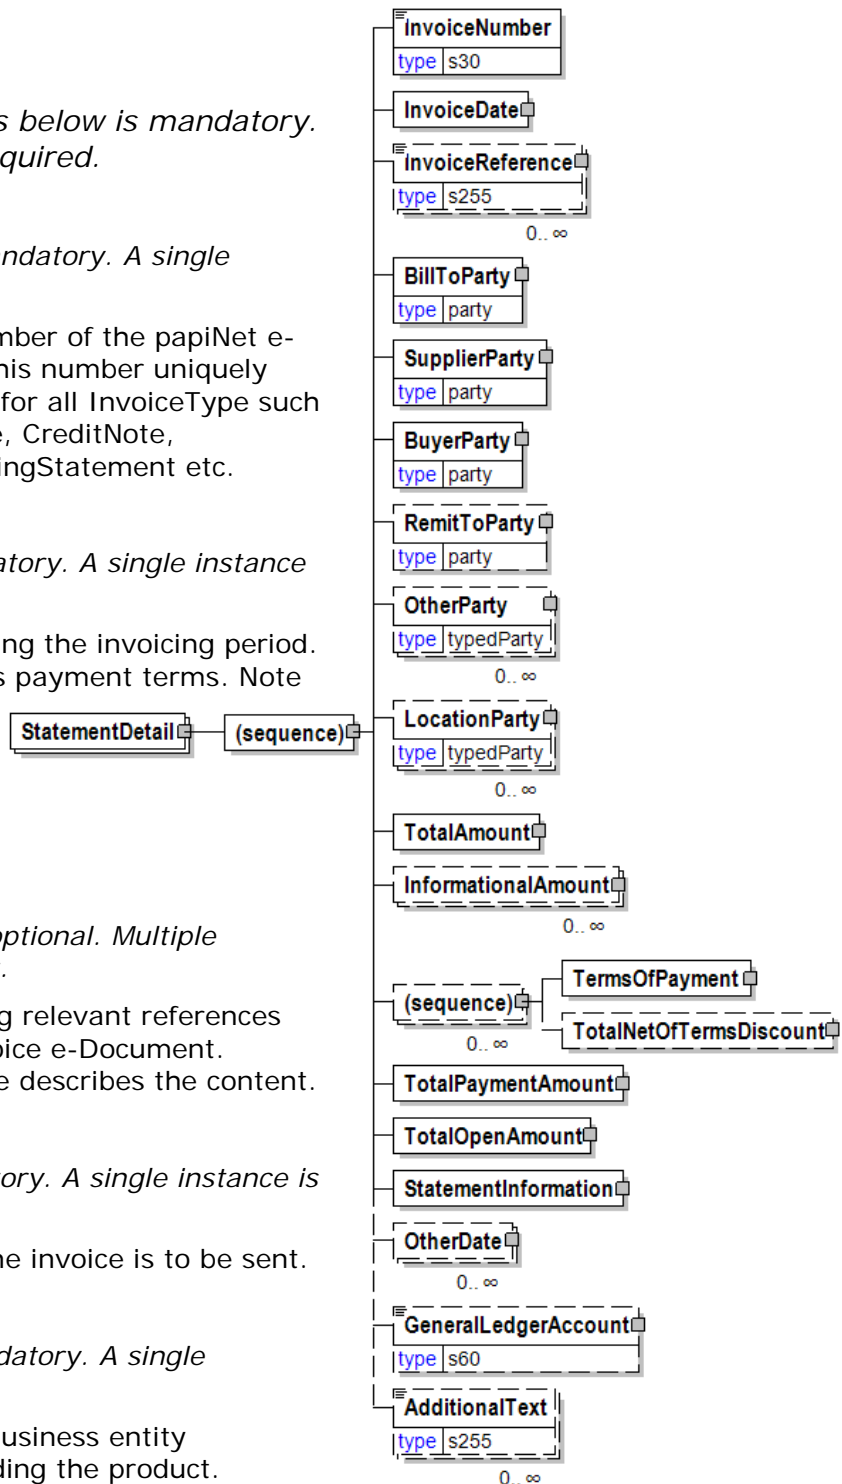 s below is mandatory.
quired.
ndatory. A single
mber of the papiNet e-
his number uniquely
for all InvoiceType such
e, CreditNote,
ingStatement etc.
atory. A single instance
ing the invoicing period.
s payment terms. Note
ptional. Multiple
.
g relevant references
oice e-Document.
e describes the content.
ory. A single instance is
he invoice is to be sent.
datory. A single
usiness entity
ding the product.
StatementDetail
(sequence)
InvoiceNumber
type s30
InvoiceDate
InvoiceReference
type s255
0.. ∞
BillToParty
type party
SupplierParty
type party
BuyerParty
type party
RemitToParty
type party
OtherParty
type typedParty
0.. ∞
LocationParty
type typedParty
0.. ∞
TotalAmount
InformationalAmount
0.. ∞
(sequence)
0.. ∞
TermsOfPayment
TotalNetOfTermsDiscount
TotalPaymentAmount
TotalOpenAmount
StatementInformation
OtherDate
0.. ∞
GeneralLedgerAccount
type s60
AdditionalText
type s255
0.. ∞